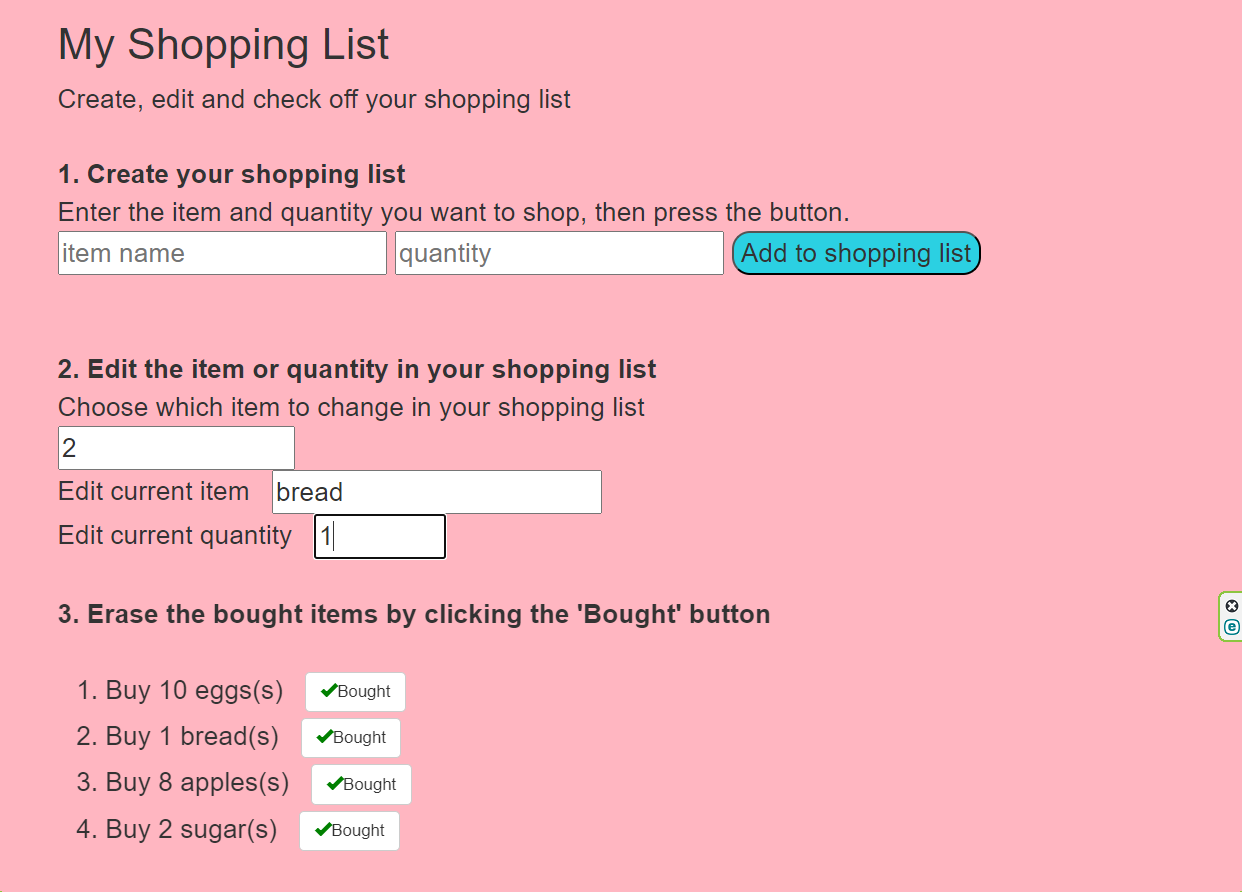 My Shopping List
Create, edit and check off your shopping list
1. Create your shopping list
Enter the item and quantity you want to shop, then press the button.
item name quantity Add to shopping list
2. Edit the item or quantity in your shopping list
Choose which item to change in your shopping list
2
Edit current item bread
Edit current quantity 1
3. Erase the bought items by clicking the 'Bought' button
1. Buy 10 eggs(s) Bought
2. Buy 1 bread(s) Bought
3. Buy 8 apples(s) Bought
4. Buy 2 sugar(s) Bought
e